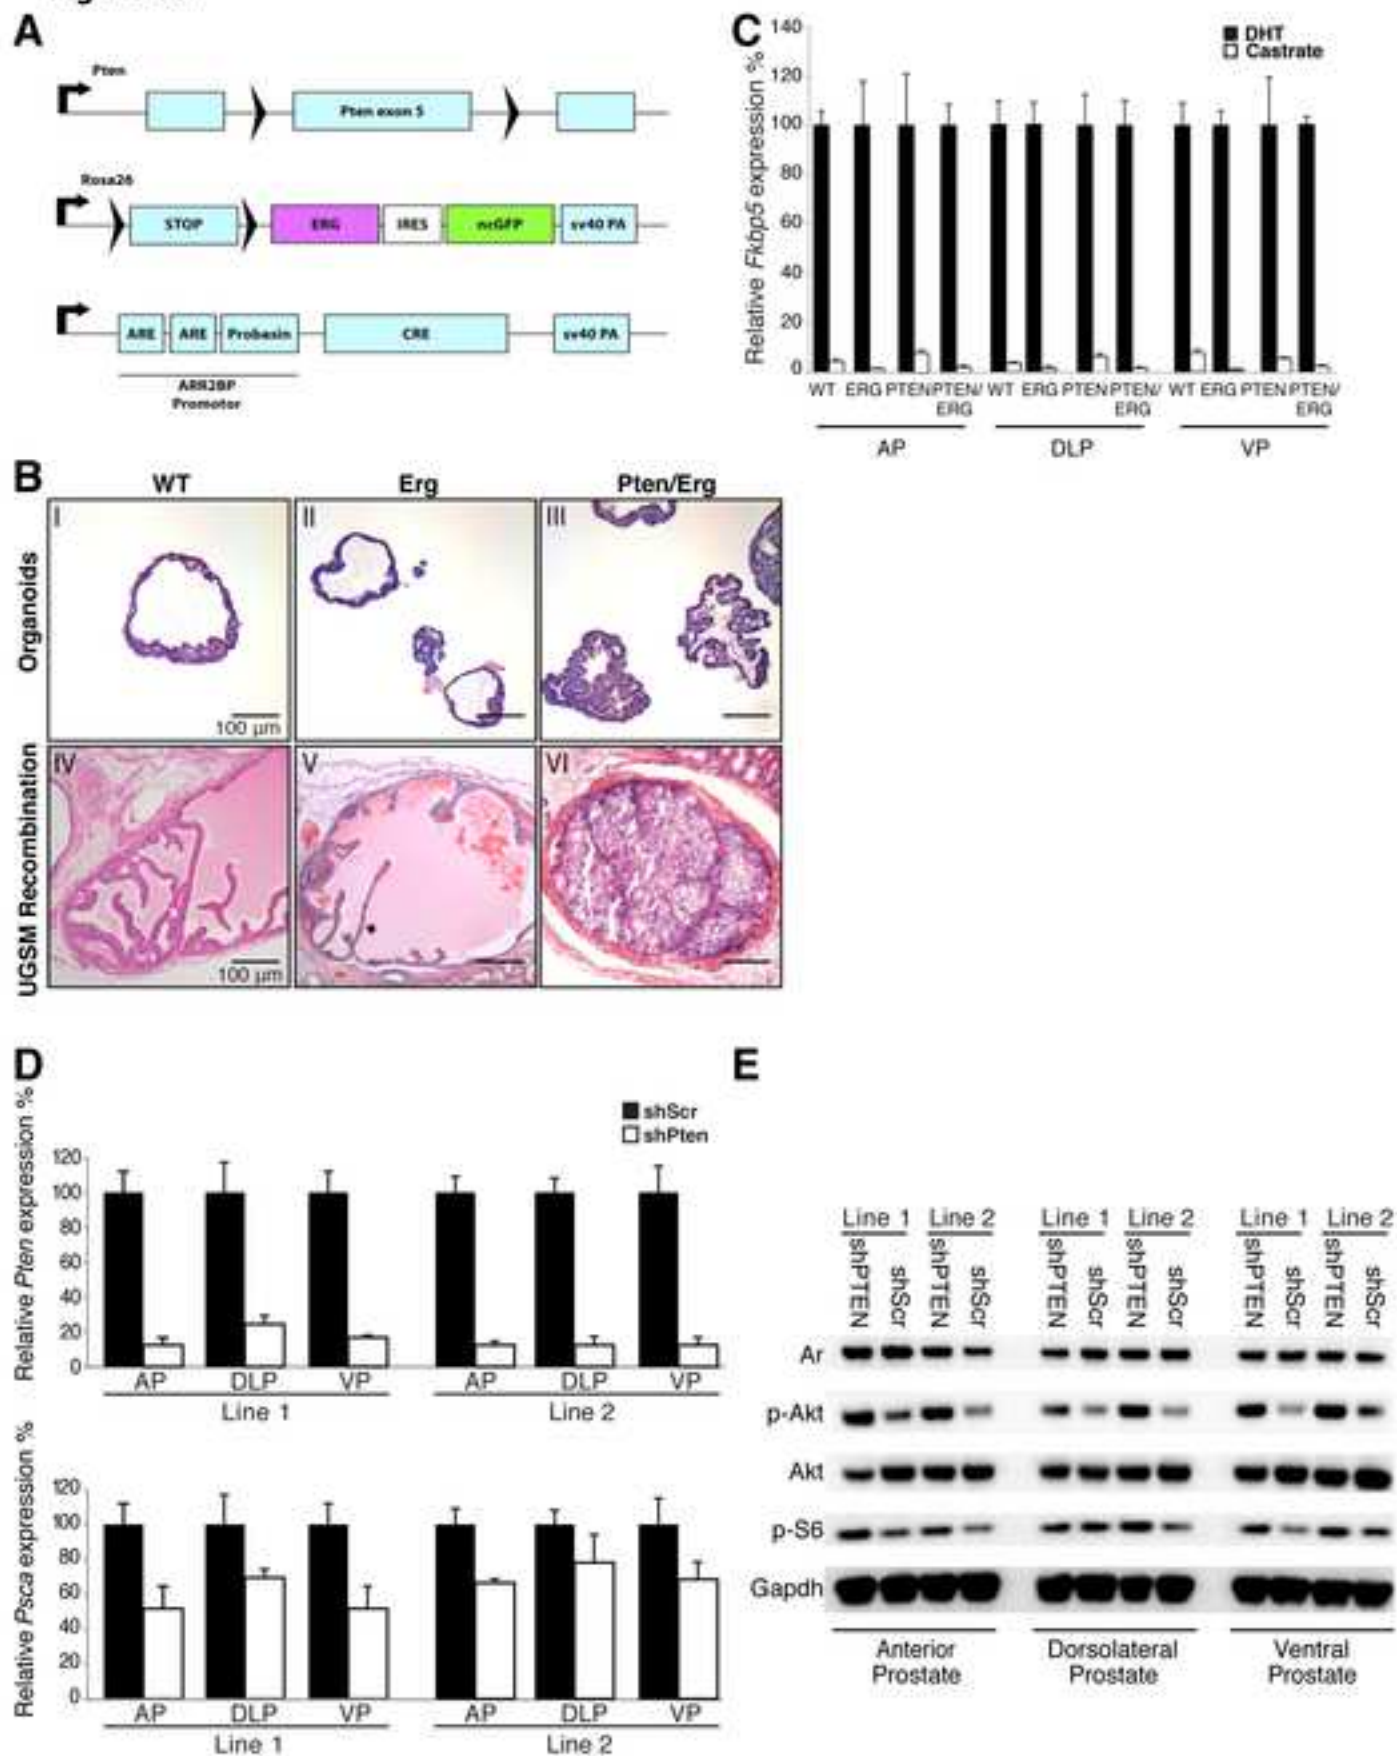 A
Pten
Pten exon 5
Rosa26
STOP ERG IRES ncGFP sv40 PA
ARE ARE Probasin CRE sv40 PA
ARR2BP
Promotor
C
DHT
Castrate
Relative Fkbp5 expression %
140
120
100
80
60
40
20
0
WT ERG PTEN PTEN/ERG WT ERG PTEN PTEN/ERG WT ERG PTEN PTEN/ERG
AP DLP VP
B
WT Erg Pten/Erg
Organoids
I II III
100 µm
UGSM Recombination
IV V VI
100 µm
D
shScr
shPten
Relative Pten expression %
120
100
80
60
40
20
0
AP DLP VP AP DLP VP
Line 1 Line 2
Relative Psca expression %
120
100
80
60
40
20
0
AP DLP VP AP DLP VP
Line 1 Line 2
E
Line 1 Line 2 Line 1 Line 2 Line 1 Line 2
shPTEN shScr shPTEN shScr shPTEN shScr shPTEN shScr shPTEN shScr shPTEN shScr
Ar
p-Akt
Akt
p-S6
Gapdh
Anterior Prostate
Dorsolateral Prostate
Ventral Prostate